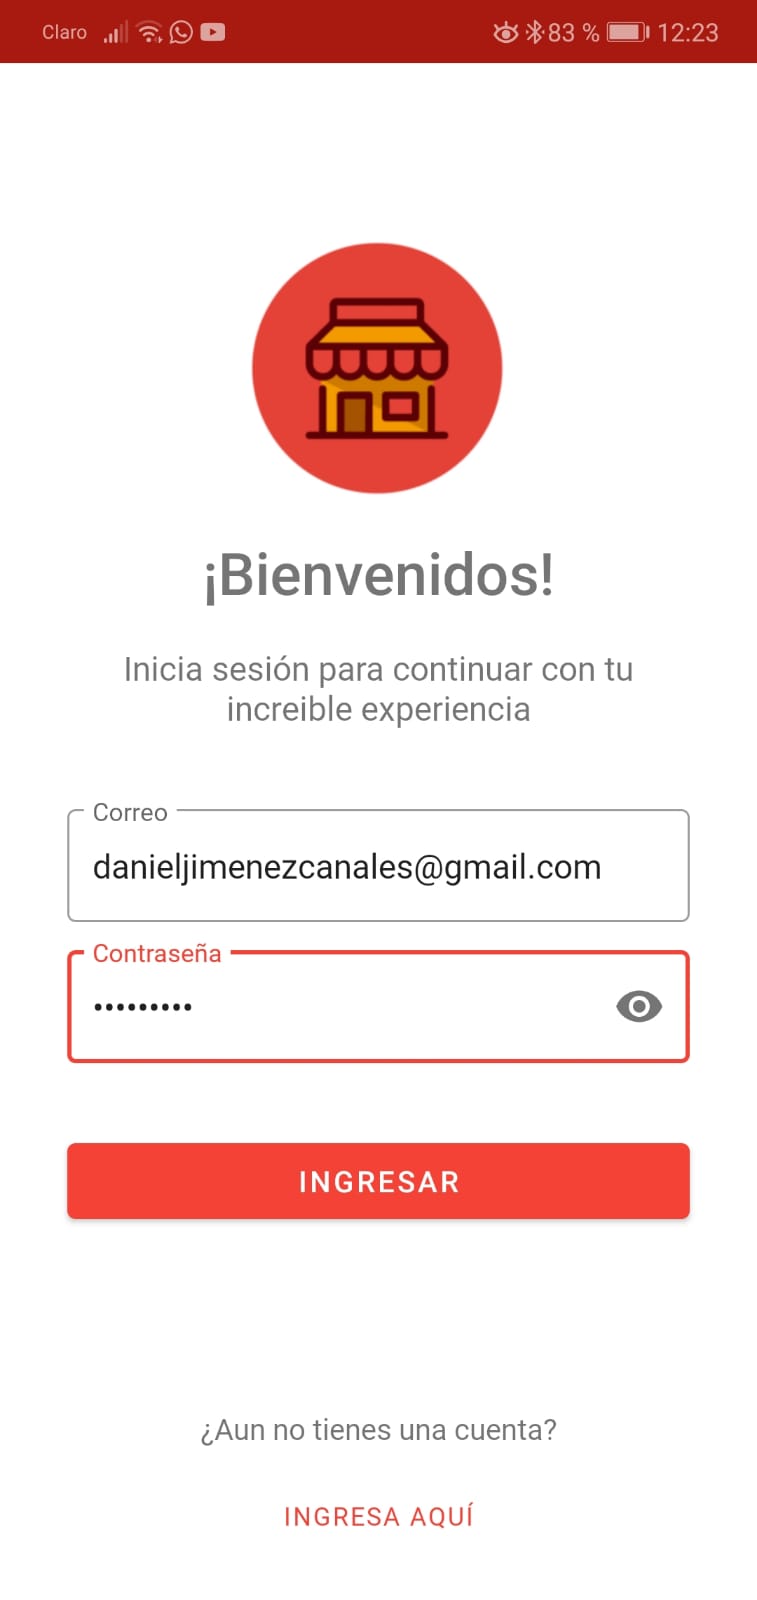 Claro 83 % 12:23
¡Bienvenidos!
Inicia sesión para continuar con tu
increible experiencia
Correo
danieljimenezcanales@gmail.com
Contraseña
•••••••••
INGRESAR
¿Aun no tienes una cuenta?
INGRESA AQUÍ